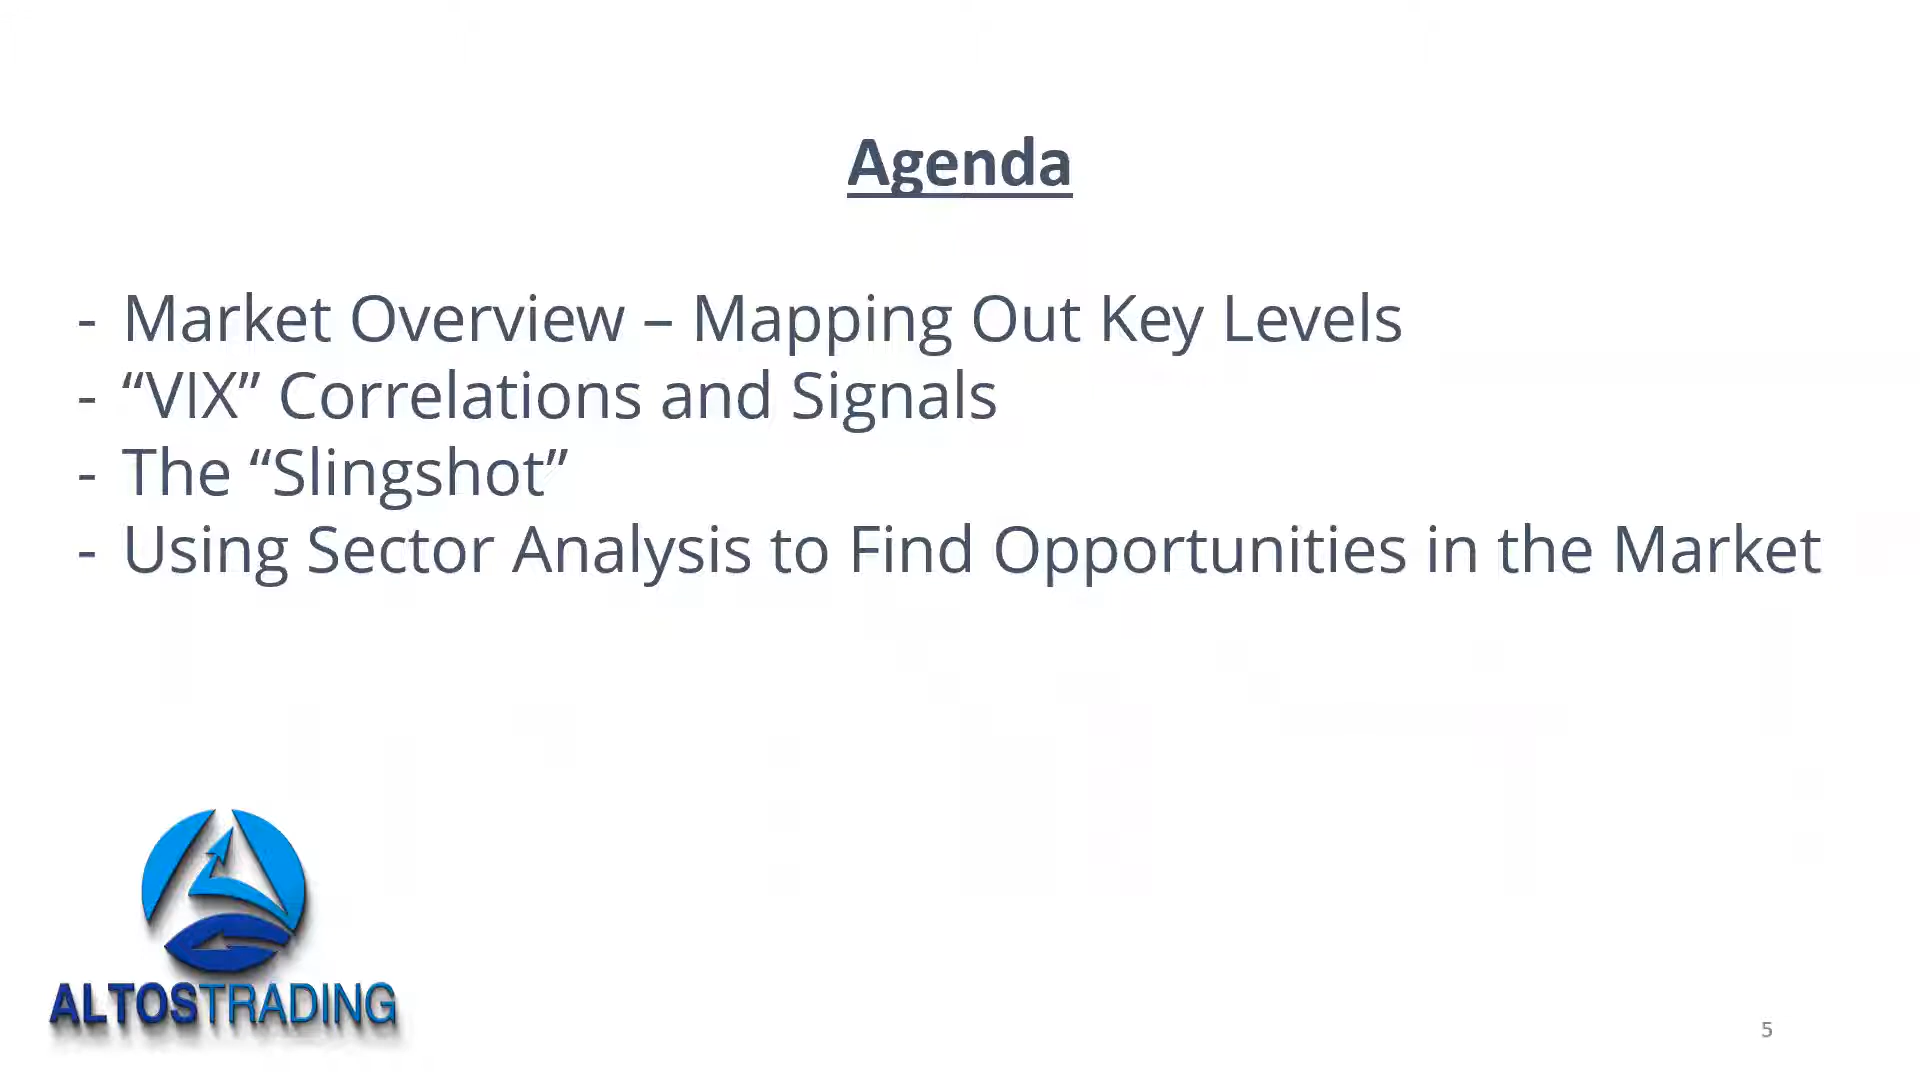 Agenda
- Market Overview – Mapping Out Key Levels
- “VIX” Correlations and Signals
- The “Slingshot”
- Using Sector Analysis to Find Opportunities in the Market
ALTOSTRADING
5